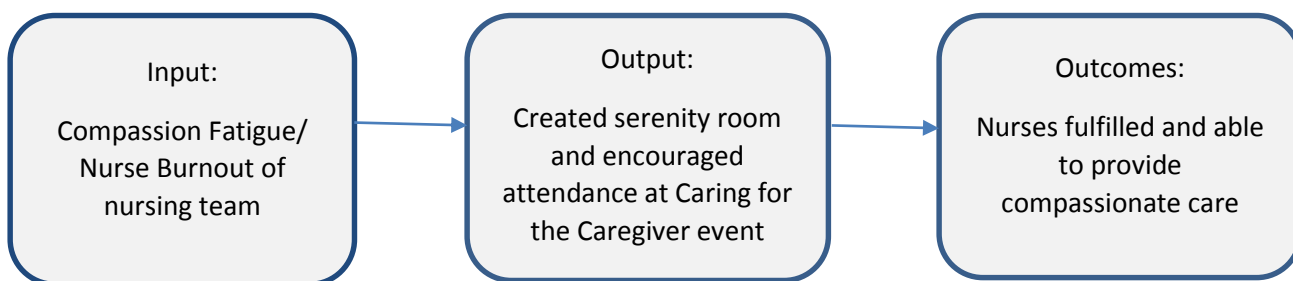 Input:
Compassion Fatigue/
Nurse Burnout of
nursing team
Output:
Created serenity room
and encouraged
attendance at Caring for
the Caregiver event
Outcomes:
Nurses fulfilled and able
to provide
compassionate care